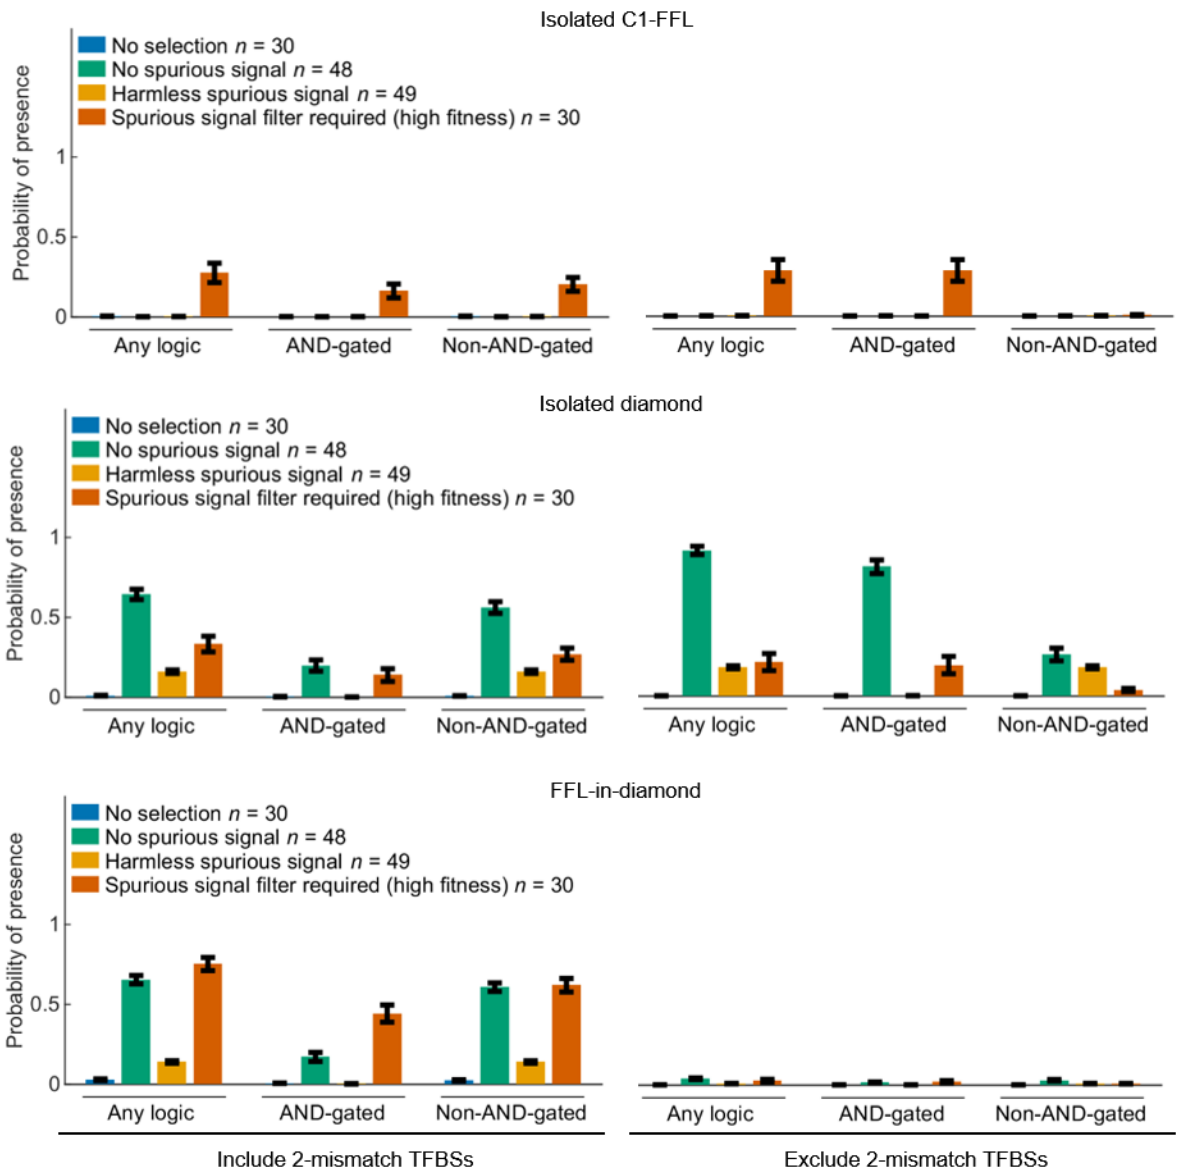 Isolated C1-FFL
No selection n = 30
No spurious signal n = 48
Harmless spurious signal n = 49
Spurious signal filter required (high fitness) n = 30
Probability of presence
1
0.5
0
Any logic AND-gated Non-AND-gated Any logic AND-gated Non-AND-gated
Isolated diamond
No selection n = 30
No spurious signal n = 48
Harmless spurious signal n = 49
Spurious signal filter required (high fitness) n = 30
Probability of presence
1
0.5
0
Any logic AND-gated Non-AND-gated Any logic AND-gated Non-AND-gated
FFL-in-diamond
No selection n = 30
No spurious signal n = 48
Harmless spurious signal n = 49
Spurious signal filter required (high fitness) n = 30
Probability of presence
1
0.5
0
Any logic AND-gated Non-AND-gated Any logic AND-gated Non-AND-gated
Include 2-mismatch TFBSs Exclude 2-mismatch TFBSs